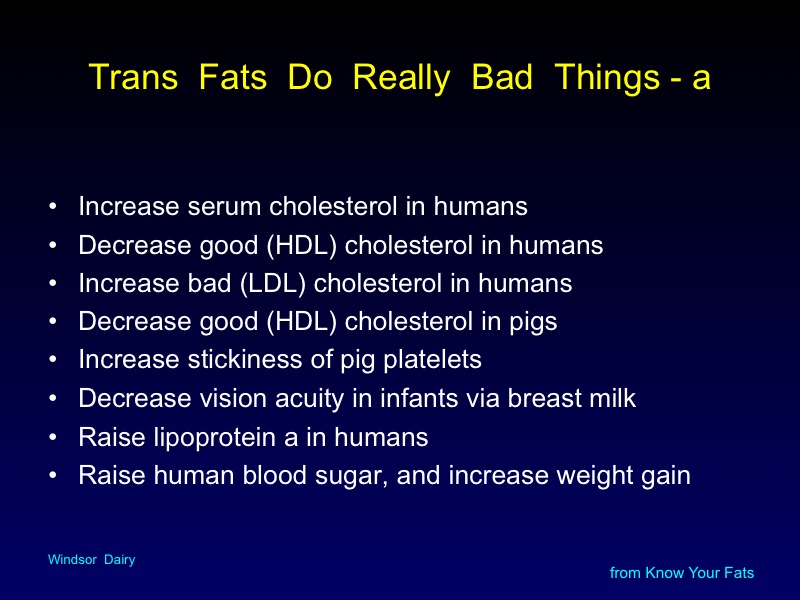 Trans Fats Do Really Bad Things - a
• Increase serum cholesterol in humans
• Decrease good (HDL) cholesterol in humans
• Increase bad (LDL) cholesterol in humans
• Decrease good (HDL) cholesterol in pigs
• Increase stickiness of pig platelets
• Decrease vision acuity in infants via breast milk
• Raise lipoprotein a in humans
• Raise human blood sugar, and increase weight gain
Windsor Dairy
from Know Your Fats